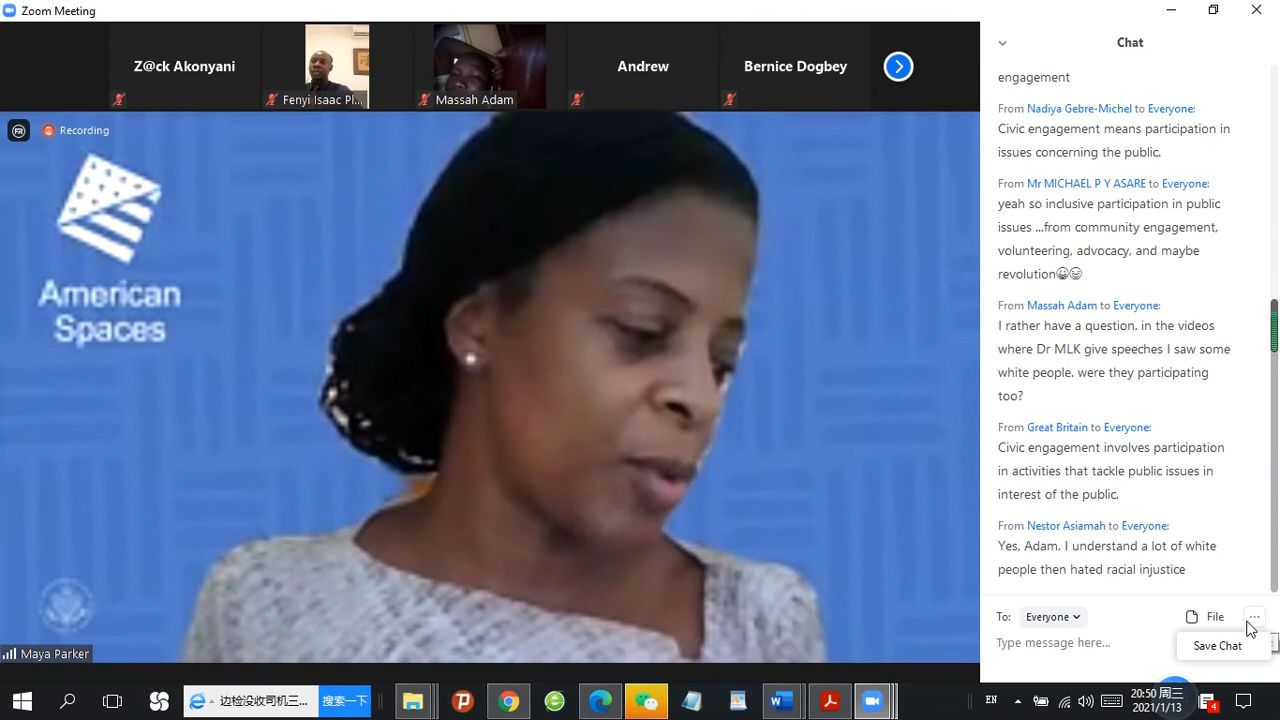 Zoom Meeting
Z@ck Akonyani
Fenyi Isaac Pl...
Massah Adam
Andrew
Bernice Dogbey
FR
Recording
American
Spaces
Maya Parker
Chat
engagement
From Nadiya Gebre-Michel to Everyone:
Civic engagement means participation in
issues concerning the public.
From Mr MICHAEL P Y ASARE to Everyone:
yeah so inclusive participation in public
issues ...from community engagement,
volunteering, advocacy, and maybe
revolution😀😄
From Massah Adam to Everyone:
I rather have a question. in the videos
where Dr MLK give speeches I saw some
white people. were they participating
too?
From Great Britain to Everyone:
Civic engagement involves participation
in activities that tackle public issues in
interest of the public.
From Nestor Asiamah to Everyone:
Yes, Adam. I understand a lot of white
people then hated racial injustice
To: Everyone
File
...
Type message here...
Save Chat
边检没收司机三...
搜索一下
EN
20:50 周三
2021/1/13
4